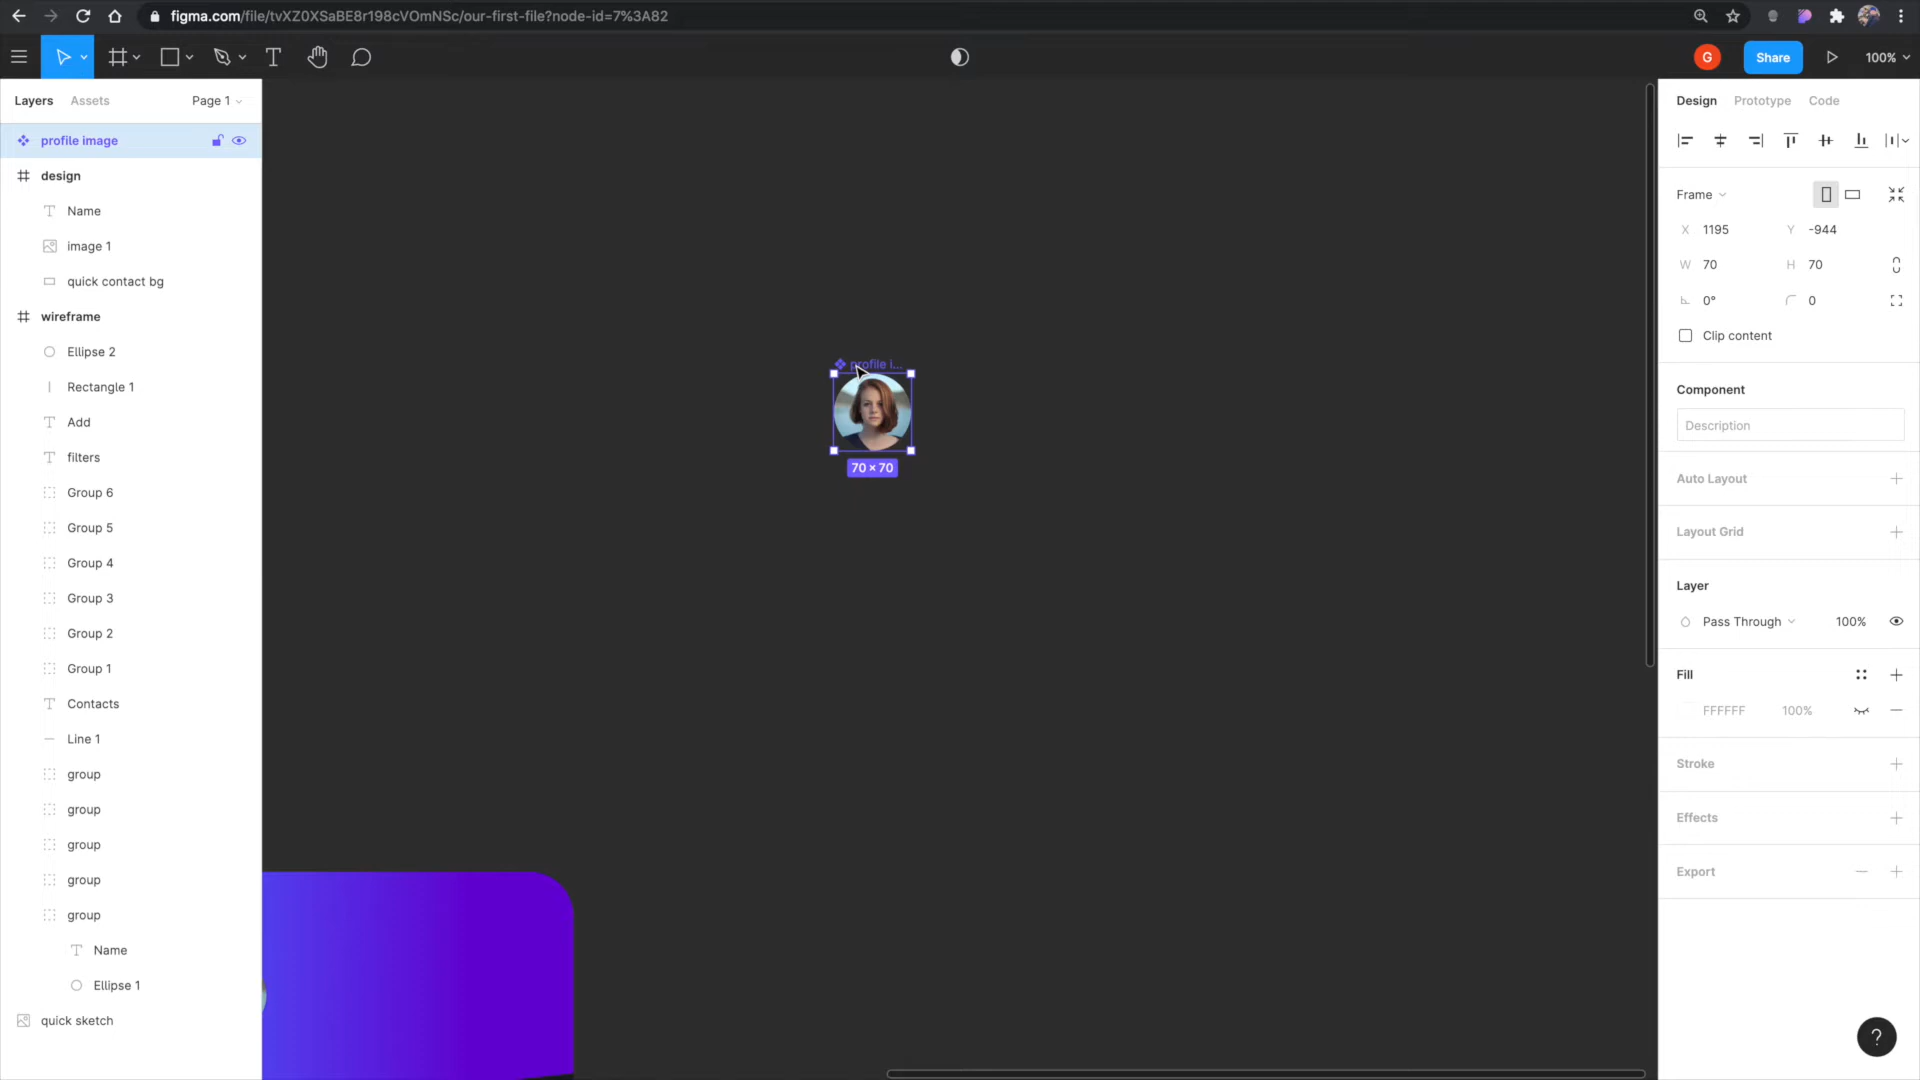 figma.com/file/tvXZ0XSaBE8r198cVOmNSc/our-first-file?node-id=7%3A82
G
Share
100%
Layers
Assets
Page 1
Design
Prototype
Code
profile image
design
Name
image 1
quick contact bg
wireframe
Ellipse 2
Rectangle 1
Add
filters
Group 6
Group 5
Group 4
Group 3
Group 2
Group 1
Contacts
Line 1
group
group
group
group
group
Name
Ellipse 1
quick sketch
profile i...
70 × 70
Frame
X 1195
Y -944
W 70
H 70
0°
0
Clip content
Component
Description
Auto Layout
Layout Grid
Layer
Pass Through
100%
Fill
FFFFFF
100%
Stroke
Effects
Export
?